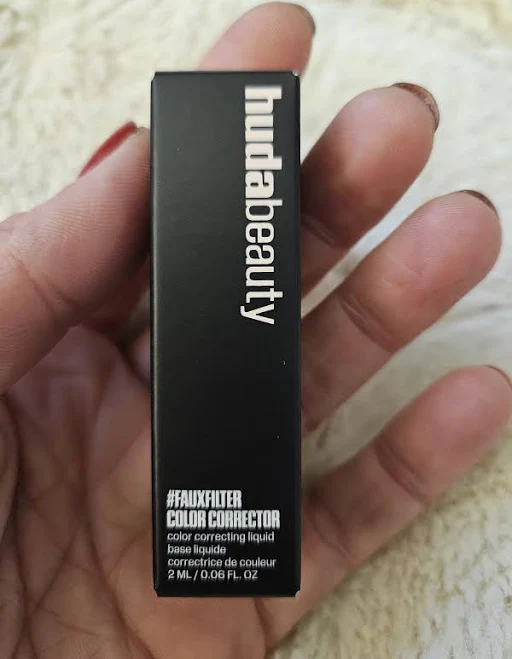 hudabeauty
#FAUXFILTER
COLOR CORRECTOR
color correcting liquid
base liquide
correctrice de couleur
2 ML / 0.06 FL. OZ